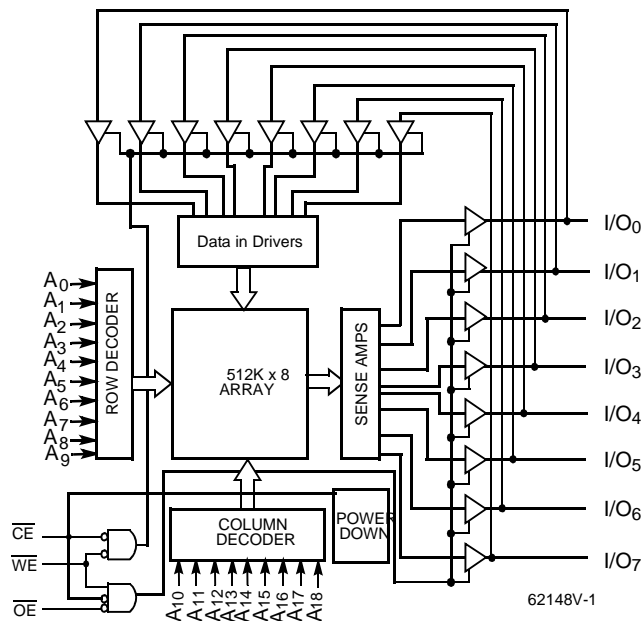 Data in Drivers
A0
A1
A2
A3
A4
A5
A6
A7
A8
A9
ROW DECODER
512K x 8
ARRAY
SENSE AMPS
I/O0
I/O1
I/O2
I/O3
I/O4
I/O5
I/O6
I/O7
COLUMN
DECODER
POWER
DOWN
CE
WE
OE
A10
A11
A12
A13
A14
A15
A16
A17
A18
62148V-1